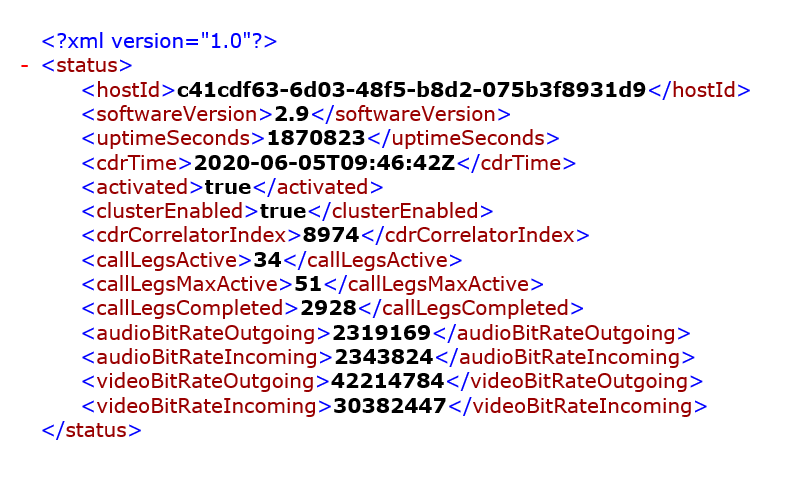 <?xml version="1.0"?>
- <status>
<hostId>c41cdf63-6d03-48f5-b8d2-075b3f8931d9</hostId>
<softwareVersion>2.9</softwareVersion>
<uptimeSeconds>1870823</uptimeSeconds>
<cdrTime>2020-06-05T09:46:42Z</cdrTime>
<activated>true</activated>
<clusterEnabled>true</clusterEnabled>
<cdrCorrelatorIndex>8974</cdrCorrelatorIndex>
<callLegsActive>34</callLegsActive>
<callLegsMaxActive>51</callLegsMaxActive>
<callLegsCompleted>2928</callLegsCompleted>
<audioBitRateOutgoing>2319169</audioBitRateOutgoing>
<audioBitRateIncoming>2343824</audioBitRateIncoming>
<videoBitRateOutgoing>42214784</videoBitRateOutgoing>
<videoBitRateIncoming>30382447</videoBitRateIncoming>
</status>